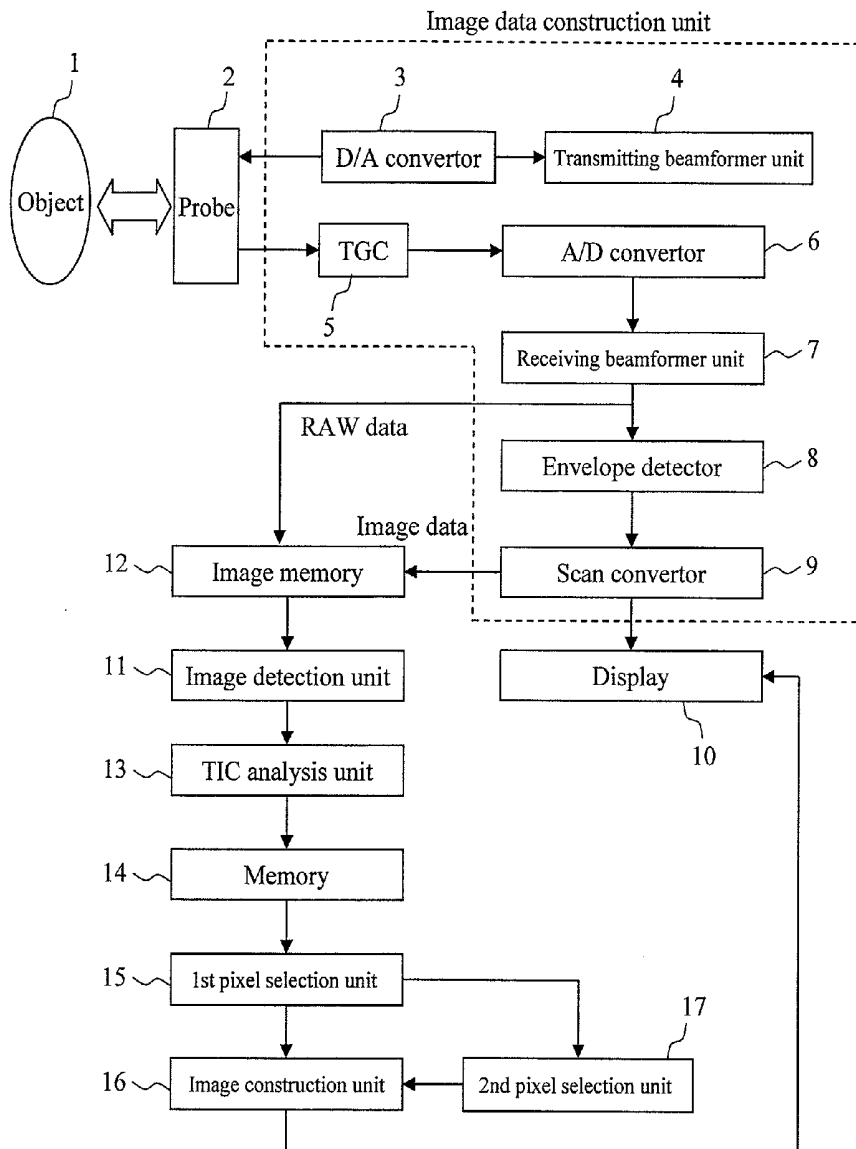 Image data construction unit
1
2
3
4
Object
Probe
D/A convertor
Transmitting beamformer unit
TGC
5
A/D convertor
6
Receiving beamformer unit
7
RAW data
Envelope detector
8
Image data
12
Image memory
Scan convertor
9
11
Image detection unit
Display
10
13
TIC analysis unit
14
Memory
15
1st pixel selection unit
17
16
Image construction unit
2nd pixel selection unit